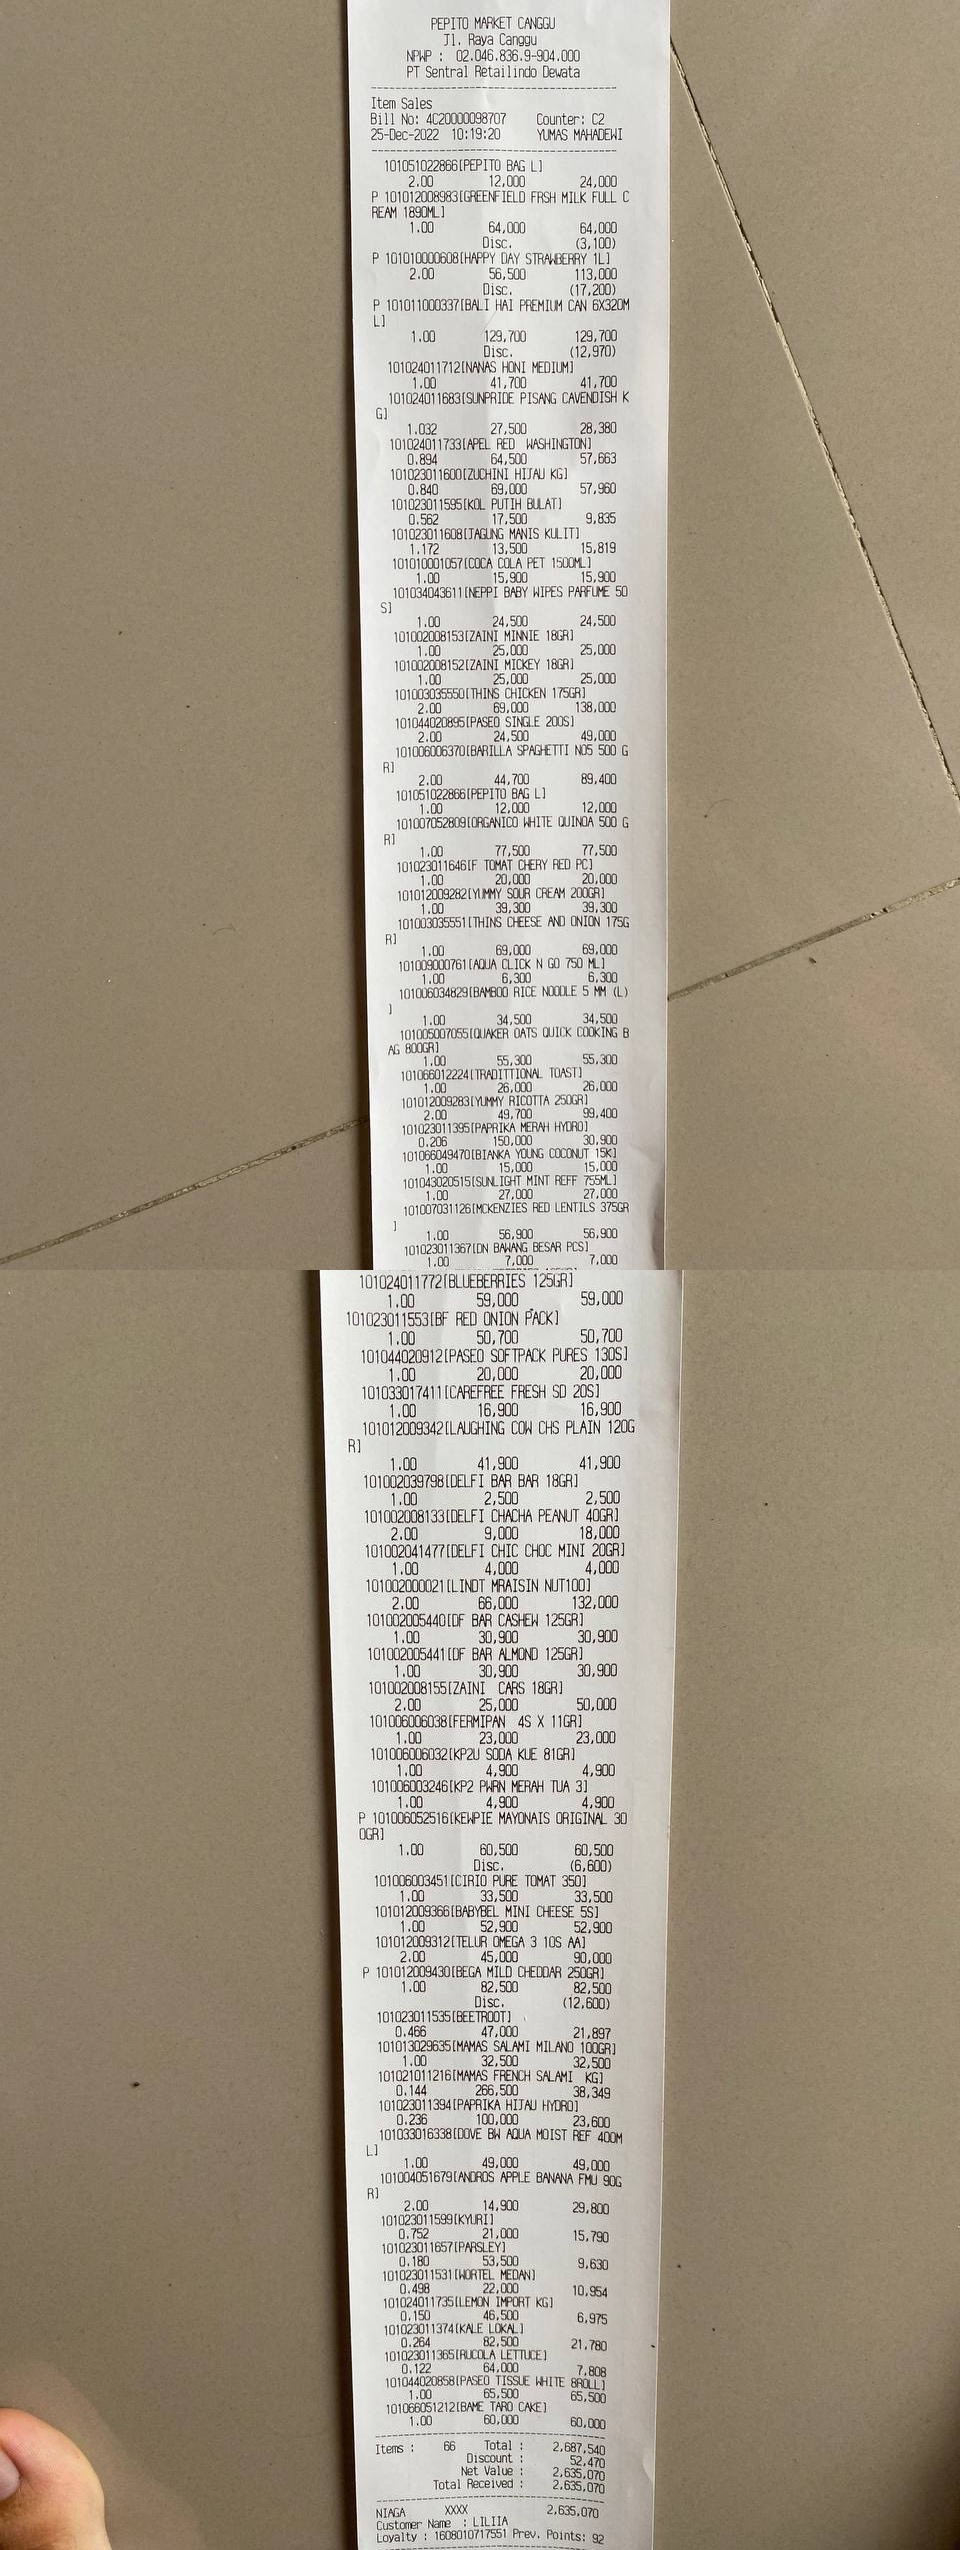 PEPITO MARKET CANGGU
Jl. Raya Canggu
NPWP : 02.046.836.9-904.000
PT Sentral Retailindo Dewata
--------------------------------------------
Item Sales
Bill No: 4C20000098707 Counter: C2
25-Dec-2022 10:19:20 YUMAS MAHADEWI
--------------------------------------------
101051022866[PEPITO BAG L]
2.00 12,000 24,000
P 101012008983[GREENFIELD FRSH MILK FULL C
REAM 1890ML]
1.00 64,000 64,000
Disc. (3,100)
P 101010000608[HAPPY DAY STRAWBERRY 1L]
2.00 56,500 113,000
Disc. (17,200)
P 101011000337[BALI HAI PREMIUM CAN 6X320M
L]
1.00 129,700 129,700
Disc. (12,970)
101024011712[NANAS HONI MEDIUM]
1.00 41,700 41,700
101024011683[SUNPRIDE PISANG CAVENDISH K
G]
1.032 27,500 28,380
101024011733[APEL RED WASHINGTON]
0.894 64,500 57,663
101023011600[ZUCHINI HIJAU KG]
0.840 69,000 57,960
101023011595[KOL PUTIH BULAT]
0.562 17,500 9,835
101023011608[JAGUNG MANIS KULIT]
1.172 13,500 15,819
101010001057[COCA COLA PET 1500ML]
1.00 15,900 15,900
101034043611[NEPPI BABY WIPES PARFUME 50
S]
1.00 24,500 24,500
101002008153[ZAINI MINNIE 18GR]
1.00 25,000 25,000
101002008152[ZAINI MICKEY 18GR]
1.00 25,000 25,000
101003035550[THINS CHICKEN 175GR]
2.00 69,000 138,000
101044020895[PASEO SINGLE 200S]
2.00 24,500 49,000
101006006370[BARILLA SPAGHETTI NO5 500 G
R]
2.00 44,700 89,400
101051022866[PEPITO BAG L]
1.00 12,000 12,000
101007052809[ORGANICO WHITE QUINOA 500 G
R]
1.00 77,500 77,500
101023011646[F TOMAT CHERY RED PC]
1.00 20,000 20,000
101012009282[YUMMY SOUR CREAM 200GR]
1.00 39,300 39,300
101003035551[THINS CHEESE AND ONION 175G
R]
1.00 69,000 69,000
101009000761[AQUA CLICK N GO 750 ML]
1.00 6,300 6,300
101006034829[BAMBOO RICE NOODLE 5 MM (L)
]
1.00 34,500 34,500
101005007055[QUAKER OATS QUICK COOKING B
AG 800GR]
1.00 55,300 55,300
101066012224[TRADITTIONAL TOAST]
1.00 26,000 26,000
101012009283[YUMMY RICOTTA 250GR]
2.00 49,700 99,400
101023011395[PAPRIKA MERAH HYDRO]
0.206 150,000 30,900
101066049470[BIANKA YOUNG COCONUT 15K]
1.00 15,000 15,000
101043020515[SUNLIGHT MINT REFF 755ML]
1.00 27,000 27,000
101007031126[MCKENZIES RED LENTILS 375GR
]
1.00 56,900 56,900
101023011367[DN BAWANG BESAR PCS]
1.00 7,000 7,000
101024011772[BLUEBERRIES 125GR]
1.00 59,000 59,000
101023011553[BF RED ONION PACK]
1.00 50,700 50,700
101044020912[PASEO SOFTPACK PURES 130S]
1.00 20,000 20,000
101033017411[CAREFREE FRESH SD 20S]
1.00 16,900 16,900
101012009342[LAUGHING COW CHS PLAIN 120G
R]
1.00 41,900 41,900
101002039798[DELFI BAR BAR 18GR]
1.00 2,500 2,500
101002008133[DELFI CHACHA PEANUT 40GR]
2.00 9,000 18,000
101002041477[DELFI CHIC CHOC MINI 20GR]
1.00 4,000 4,000
101002000021[LINDT MRAISIN NUT100]
2.00 66,000 132,000
101002005440[DF BAR CASHEW 125GR]
1.00 30,900 30,900
101002005441[DF BAR ALMOND 125GR]
1.00 30,900 30,900
101002008155[ZAINI CARS 18GR]
2.00 25,000 50,000
101006006038[FERMIPAN 4S X 11GR]
1.00 23,000 23,000
101006006032[KP2U SODA KUE 81GR]
1.00 4,900 4,900
101006003246[KP2 PWRN MERAH TUA 3]
1.00 4,900 4,900
P 101006052516[KEWPIE MAYONAIS ORIGINAL 30
0GR]
1.00 60,500 60,500
Disc. (6,600)
101006003451[CIRIO PURE TOMAT 350]
1.00 33,500 33,500
101012009366[BABYBEL MINI CHEESE 5S]
1.00 52,900 52,900
101012009312[TELUR OMEGA 3 10S AA]
2.00 45,000 90,000
P 101012009430[BEGA MILD CHEDDAR 250GR]
1.00 82,500 82,500
Disc. (12,600)
101023011535[BEETROOT]
0.466 47,000 21,897
101013029635[MAMAS SALAMI MILANO 100GR]
1.00 32,500 32,500
101021011216[MAMAS FRENCH SALAMI KG]
0.144 266,500 38,349
101023011394[PAPRIKA HIJAU HYDRO]
0.236 100,000 23,600
101033016338[DOVE BW AQUA MOIST REF 400M
L]
1.00 49,000 49,000
101004051679[ANDROS APPLE BANANA FMU 90G
R]
2.00 14,900 29,800
101023011599[KYURI]
0.752 21,000 15,790
101023011657[PARSLEY]
0.180 53,500 9,630
101023011531[WORTEL MEDAN]
0.498 22,000 10,954
101024011735[LEMON IMPORT KG]
0.150 46,500 6,975
101023011374[KALE LOKAL]
0.264 82,500 21,780
101023011365[RUCOLA LETTUCE]
0.122 64,000 7,808
101044020858[PASEO TISSUE WHITE 8ROLL]
1.00 65,500 65,500
101066051212[BAME TARO CAKE]
1.00 60,000 60,000
--------------------------------------------
Items : 66 Total : 2,687,540
Discount : 52,470
Net Value : 2,635,070
Total Received : 2,635,070
--------------------------------------------
NIAGA XXXX 2,635,070
Customer Name : LILIIA
Loyalty : 1608010717551 Prev. Points: 92